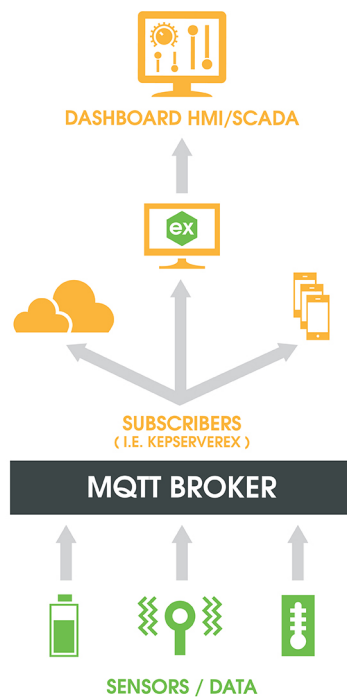 DASHBOARD HMI/SCADA
ex
SUBSCRIBERS
( I.E. KEPSERVEREX )
MQTT BROKER
SENSORS / DATA